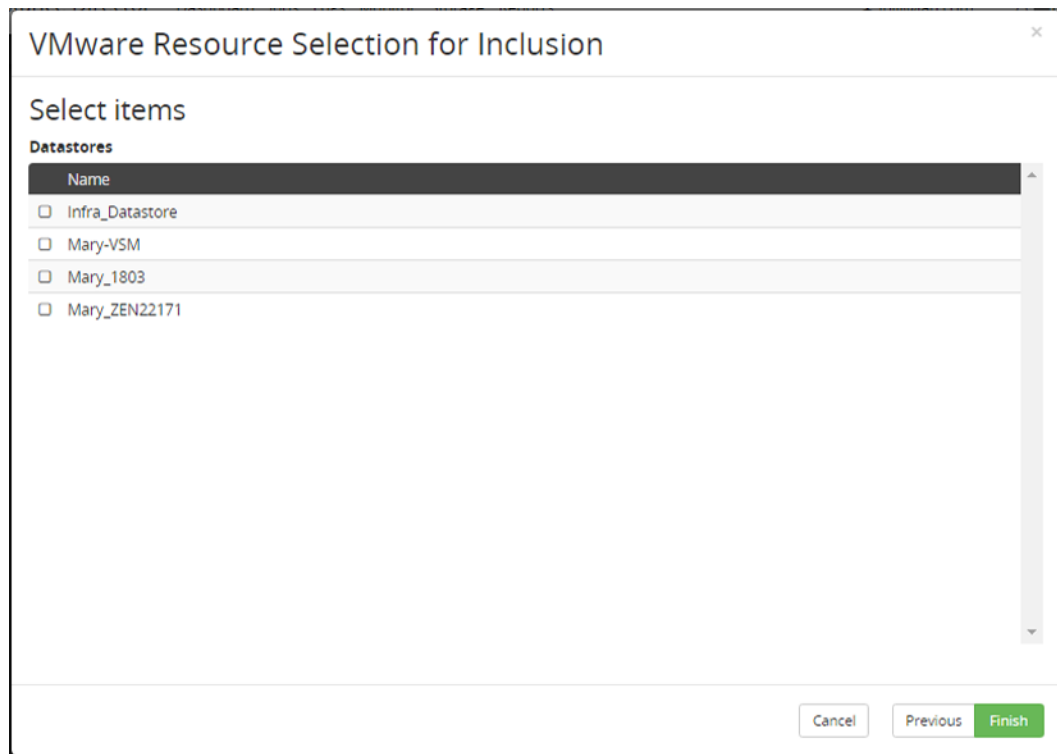 VMware Resource Selection for Inclusion
×
Select items
Datastores
Name
Infra_Datastore
Mary-VSM
Mary_1803
Mary_ZEN22171
Cancel
Previous
Finish